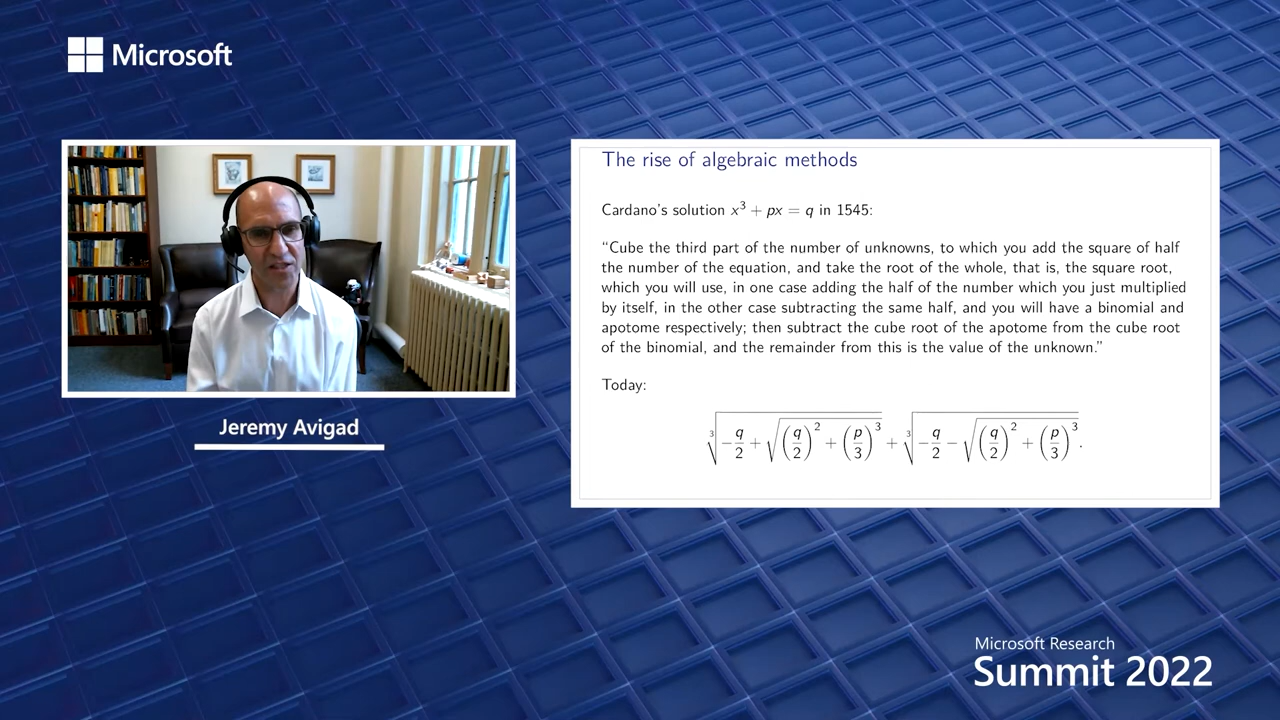 Microsoft
Jeremy Avigad
The rise of algebraic methods
Cardano's solution x³ + px = q in 1545:
“Cube the third part of the number of unknowns, to which you add the square of half
the number of the equation, and take the root of the whole, that is, the square root,
which you will use, in one case adding the half of the number which you just multiplied
by itself, in the other case subtracting the same half, and you will have a binomial and
apotome respectively; then subtract the cube root of the apotome from the cube root
of the binomial, and the remainder from this is the value of the unknown.”
Today:
∛(−q/2 + √((q/2)² + (p/3)³)) + ∛(−q/2 − √((q/2)² + (p/3)³)).
Microsoft Research
Summit 2022